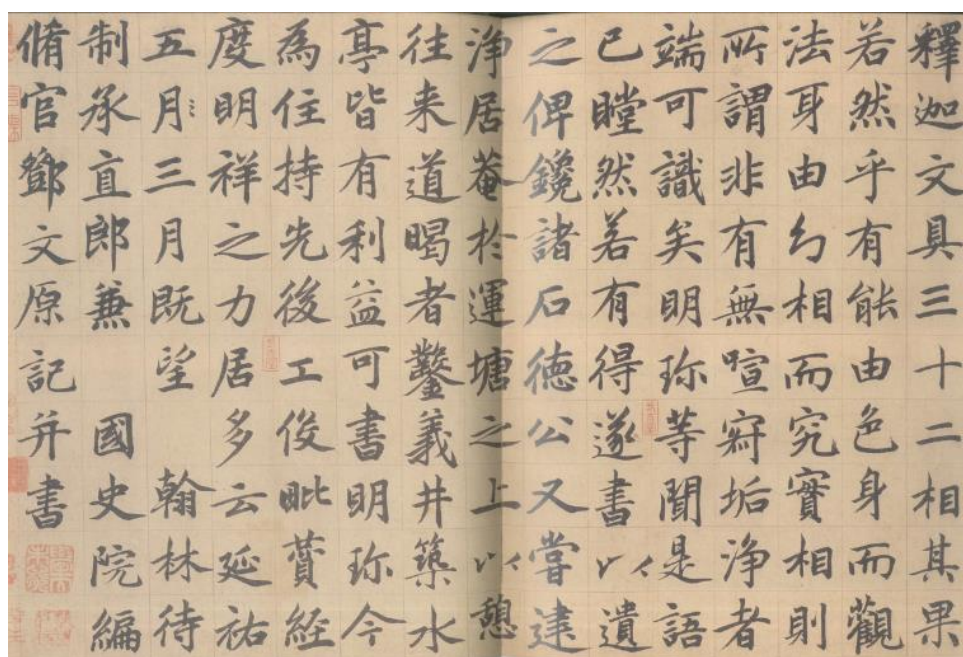 釋迦文具三十二相其果
若然乎有能由色身而觀
法身由幻相而究實相則
所謂非有無喧寂垢淨者
端可識矣明珎等聞是語
已瞠然若有得遂書以遺
之俾鑱諸石德公又嘗建
淨居菴於運塘之上以憩
往来道暍者鑿義井築水
亭皆有利益可書明珎今
為住持先後工俊毗賛経
度明祥之力居多云延祐
五月三月既望 翰林待
制承直郎兼 國史院編
脩官鄧文原記并書